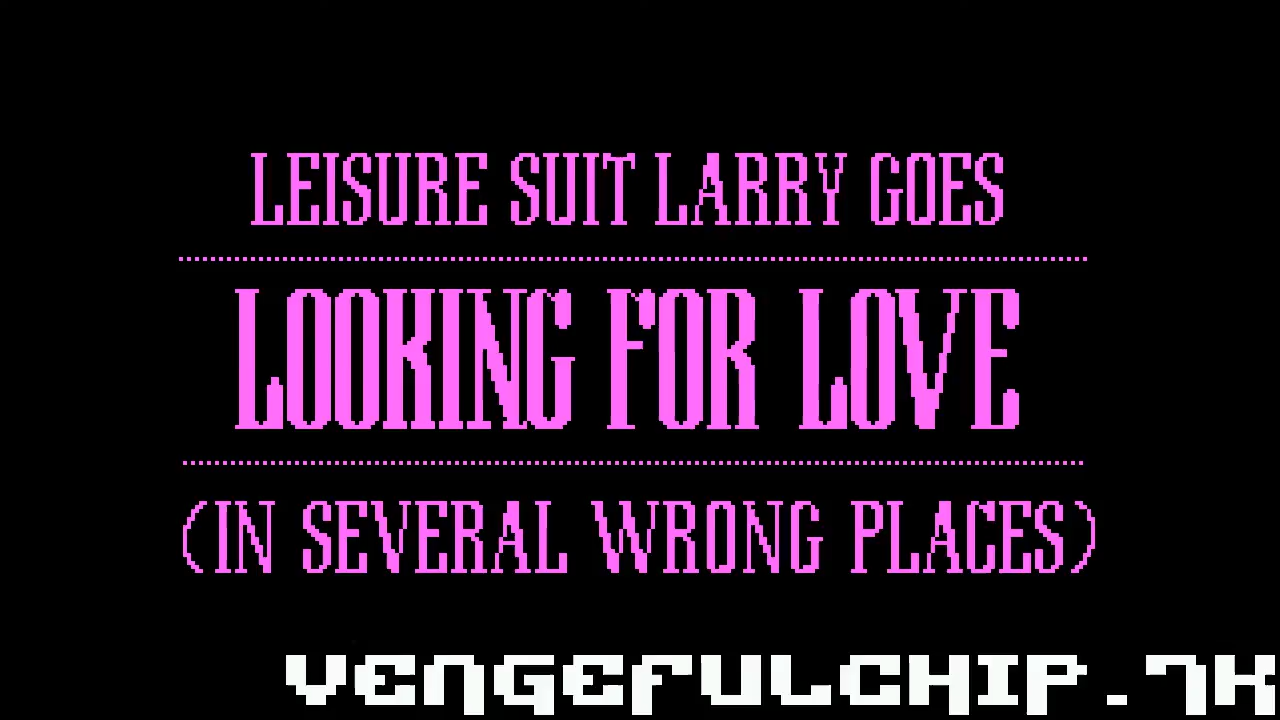 LEISURE SUIT LARRY GOES
LOOKING FOR LOVE
(IN SEVERAL WRONG PLACES)
VENGEFULCHIP.7K